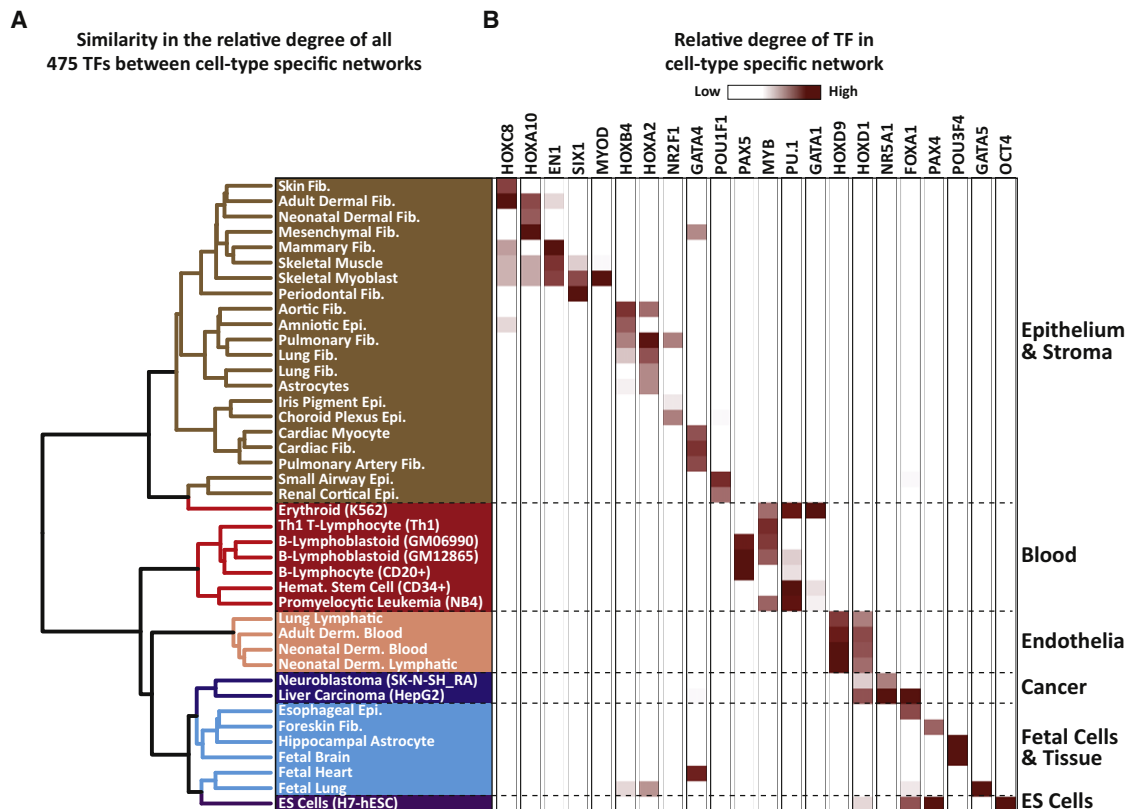 A
Similarity in the relative degree of all
475 TFs between cell-type specific networks
B
Relative degree of TF in
cell-type specific network
Low High
HOXC8
HOXA10
EN1
SIX1
MYOD
HOXB4
HOXA2
NR2F1
GATA4
POU1F1
PAX5
MYB
PU.1
GATA1
HOXD9
HOXD1
NR5A1
FOXA1
PAX4
POU3F4
GATA5
OCT4
Skin Fib.
Adult Dermal Fib.
Neonatal Dermal Fib.
Mesenchymal Fib.
Mammary Fib.
Skeletal Muscle
Skeletal Myoblast
Periodontal Fib.
Aortic Fib.
Amniotic Epi.
Pulmonary Fib.
Lung Fib.
Lung Fib.
Astrocytes
Iris Pigment Epi.
Choroid Plexus Epi.
Cardiac Myocyte
Cardiac Fib.
Pulmonary Artery Fib.
Small Airway Epi.
Renal Cortical Epi.
Epithelium
& Stroma
Erythroid (K562)
Th1 T-Lymphocyte (Th1)
B-Lymphoblastoid (GM06990)
B-Lymphoblastoid (GM12865)
B-Lymphocyte (CD20+)
Hemat. Stem Cell (CD34+)
Promyelocytic Leukemia (NB4)
Blood
Lung Lymphatic
Adult Derm. Blood
Neonatal Derm. Blood
Neonatal Derm. Lymphatic
Endothelia
Neuroblastoma (SK-N-SH_RA)
Liver Carcinoma (HepG2)
Cancer
Esophageal Epi.
Foreskin Fib.
Hippocampal Astrocyte
Fetal Brain
Fetal Heart
Fetal Lung
Fetal Cells
& Tissue
ES Cells (H7-hESC)
ES Cells